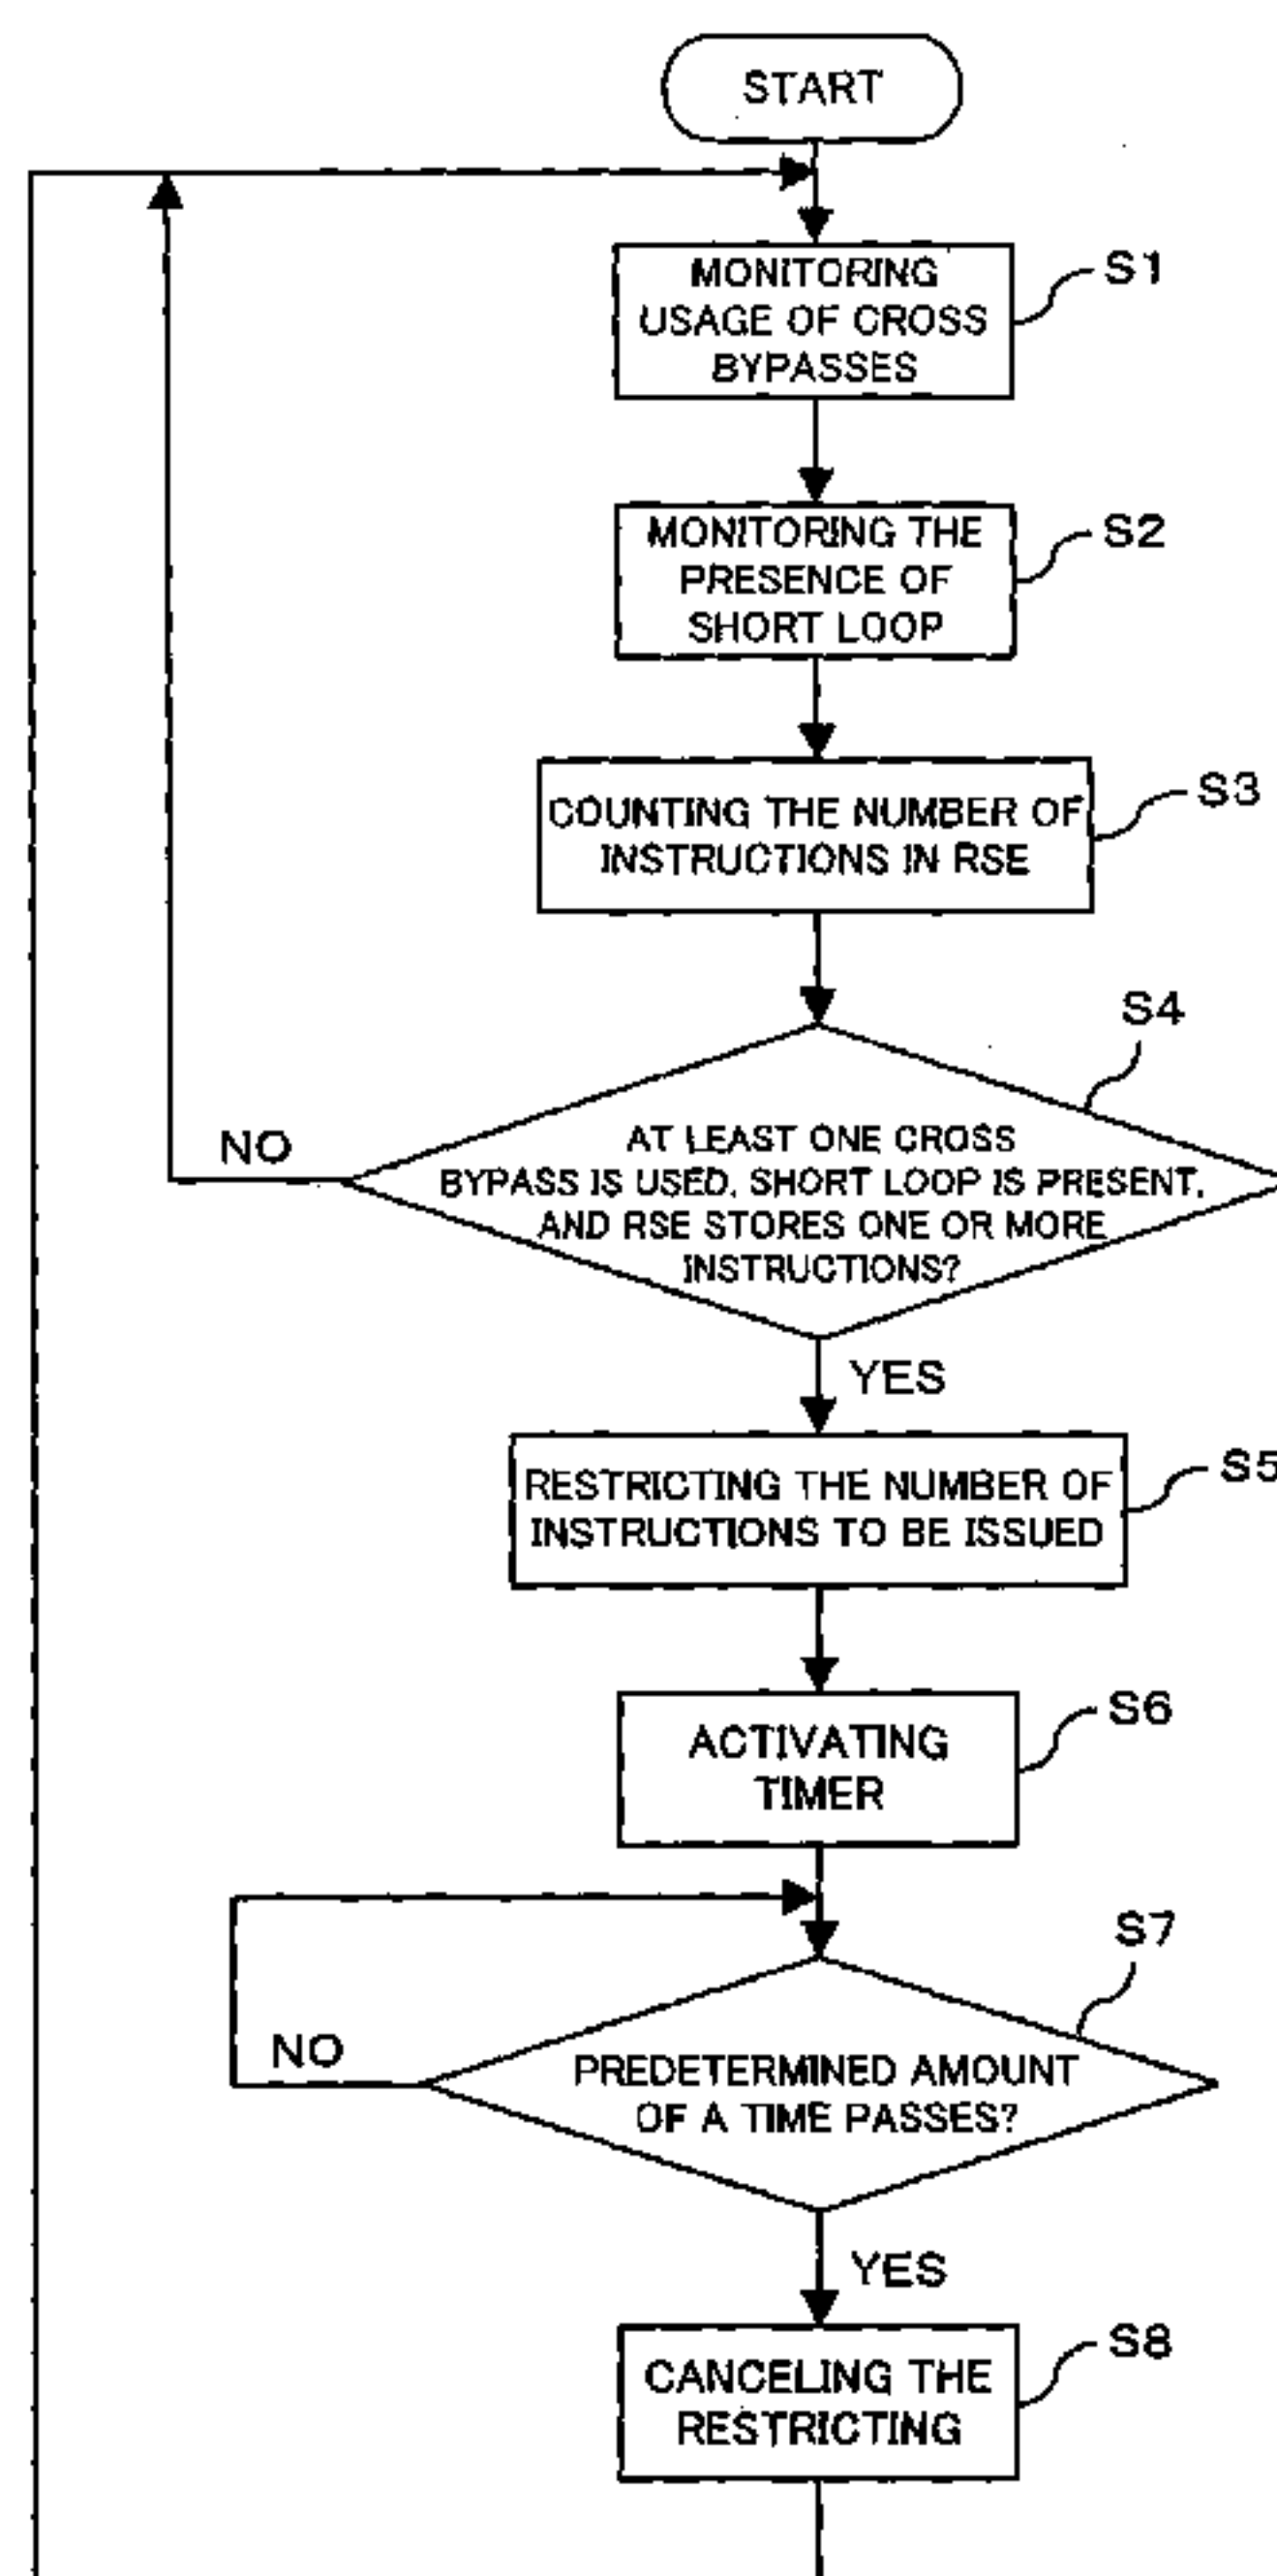 START
MONITORING
USAGE OF CROSS
BYPASSES
S1
MONITORING THE
PRESENCE OF
SHORT LOOP
S2
COUNTING THE NUMBER OF
INSTRUCTIONS IN RSE
S3
S4
AT LEAST ONE CROSS
BYPASS IS USED, SHORT LOOP IS PRESENT,
AND RSE STORES ONE OR MORE
INSTRUCTIONS?
NO
YES
RESTRICTING THE NUMBER OF
INSTRUCTIONS TO BE ISSUED
S5
ACTIVATING
TIMER
S6
S7
PREDETERMINED AMOUNT
OF A TIME PASSES?
NO
YES
CANCELING THE
RESTRICTING
S8